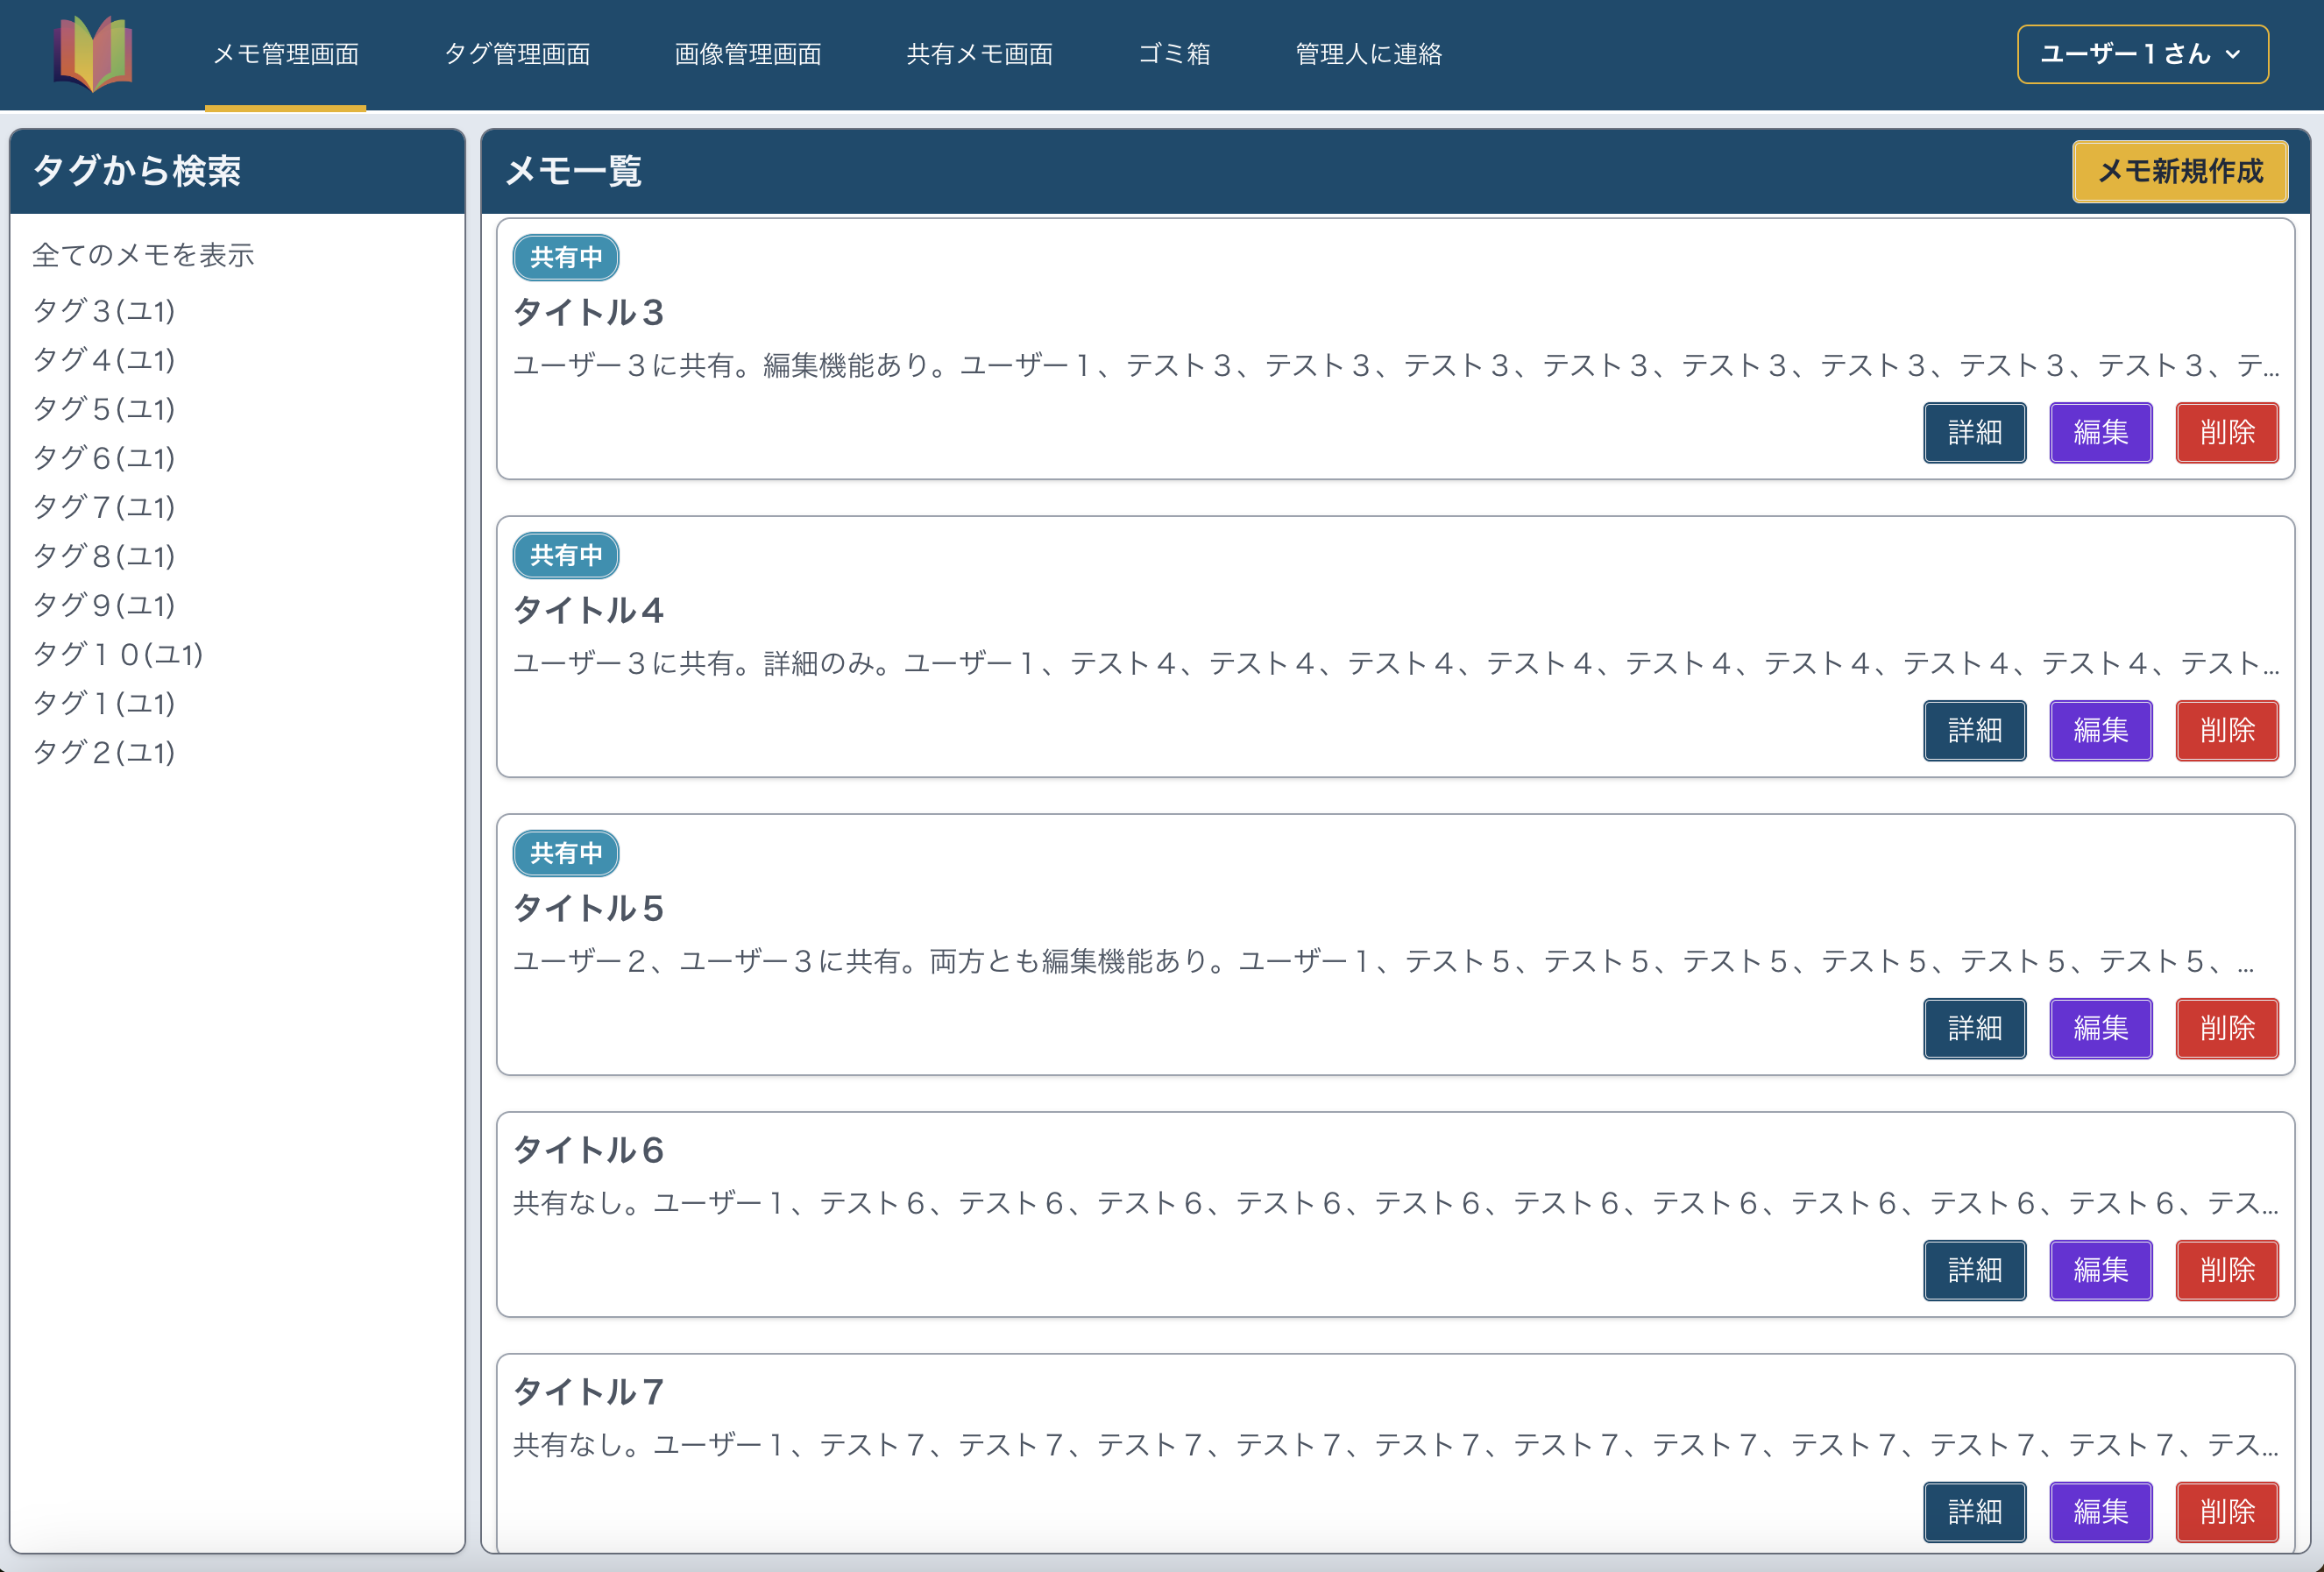 メモ管理画面 タグ管理画面 画像管理画面 共有メモ画面 ゴミ箱 管理人に連絡 ユーザー１さん
タグから検索
全てのメモを表示
タグ３(ユ1)
タグ４(ユ1)
タグ５(ユ1)
タグ６(ユ1)
タグ７(ユ1)
タグ８(ユ1)
タグ９(ユ1)
タグ１０(ユ1)
タグ１(ユ1)
タグ２(ユ1)
メモ一覧 メモ新規作成
共有中
タイトル３
ユーザー３に共有。編集機能あり。ユーザー１、テスト３、テスト３、テスト３、テスト３、テスト３、テスト３、テスト３、テスト３、テ...
詳細 編集 削除
共有中
タイトル４
ユーザー３に共有。詳細のみ。ユーザー１、テスト４、テスト４、テスト４、テスト４、テスト４、テスト４、テスト４、テスト４、テスト...
詳細 編集 削除
共有中
タイトル５
ユーザー２、ユーザー３に共有。両方とも編集機能あり。ユーザー１、テスト５、テスト５、テスト５、テスト５、テスト５、テスト５、...
詳細 編集 削除
タイトル６
共有なし。ユーザー１、テスト６、テスト６、テスト６、テスト６、テスト６、テスト６、テスト６、テスト６、テスト６、テスト６、テス...
詳細 編集 削除
タイトル７
共有なし。ユーザー１、テスト７、テスト７、テスト７、テスト７、テスト７、テスト７、テスト７、テスト７、テスト７、テスト７、テス...
詳細 編集 削除